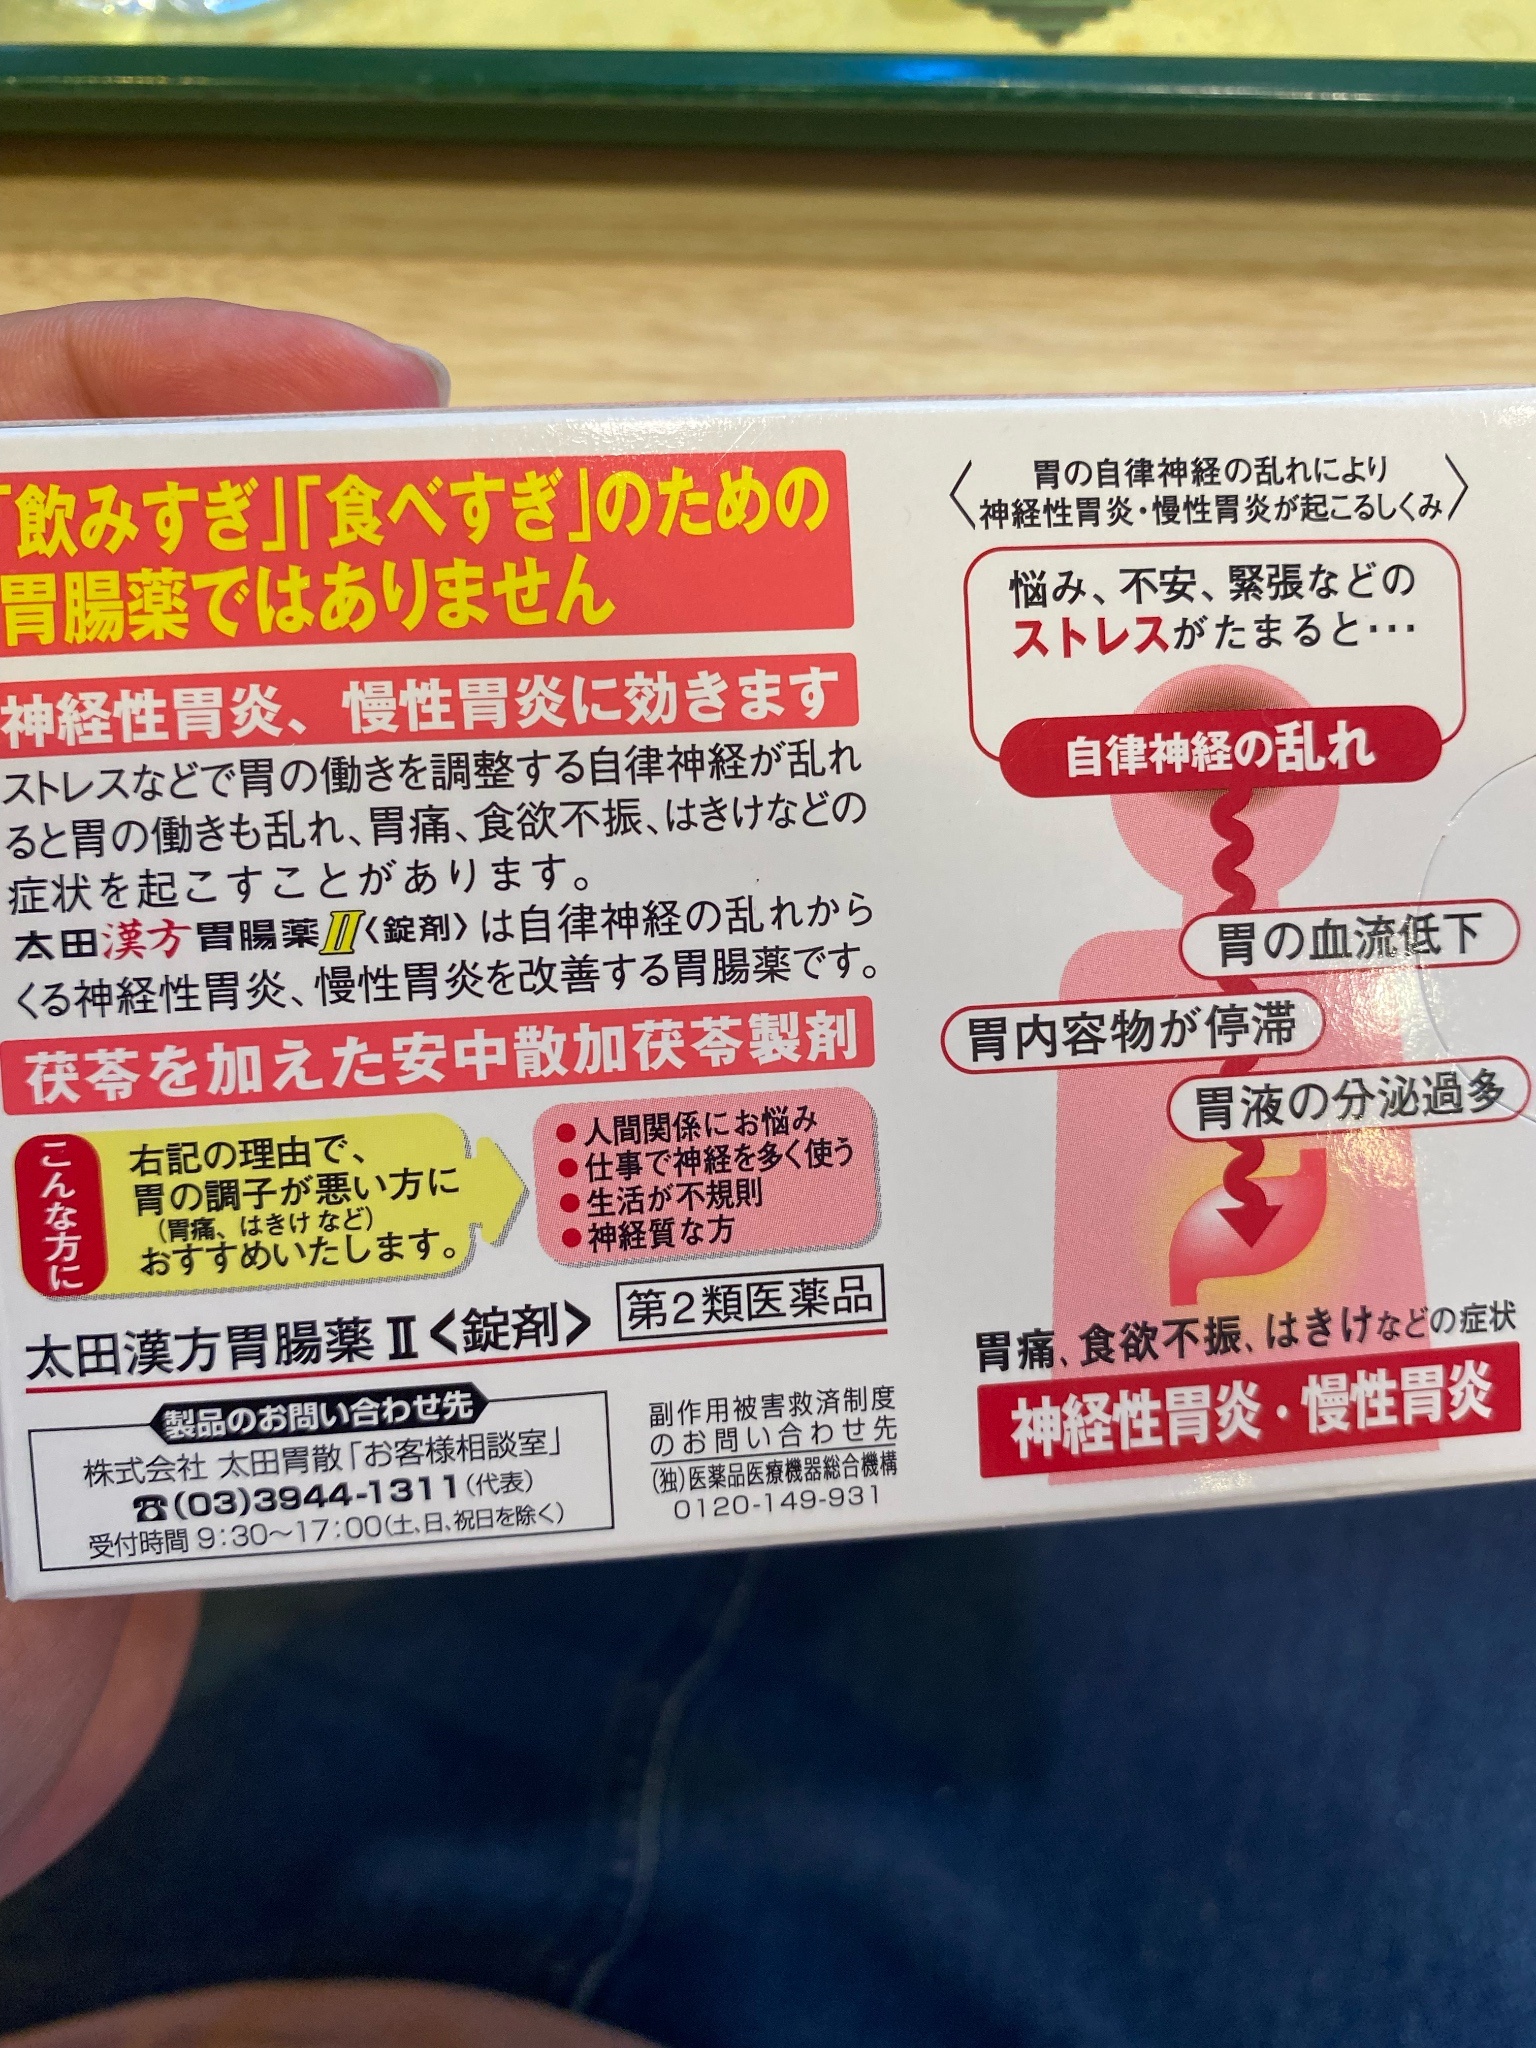 「飲みすぎ」「食べすぎ」のための
胃腸薬ではありません
神経性胃炎、慢性胃炎に効きます
ストレスなどで胃の働きを調整する自律神経が乱れ
ると胃の働きも乱れ、胃痛、食欲不振、はきけなどの
症状を起こすことがあります。
太田漢方胃腸薬Ⅱ〈錠剤〉は自律神経の乱れから
くる神経性胃炎、慢性胃炎を改善する胃腸薬です。
茯苓を加えた安中散加茯苓製剤
こんな方に
右記の理由で、
胃の調子が悪い方に
(胃痛、はきけ など)
おすすめいたします。
●人間関係にお悩み
●仕事で神経を多く使う
●生活が不規則
●神経質な方
太田漢方胃腸薬Ⅱ〈錠剤〉
第2類医薬品
製品のお問い合わせ先
株式会社 太田胃散「お客様相談室」
☎(03)3944-1311(代表)
受付時間 9:30〜17:00(土、日、祝日を除く)
副作用被害救済制度
のお問い合わせ先
(独)医薬品医療機器総合機構
0120-149-931
〈胃の自律神経の乱れにより
神経性胃炎・慢性胃炎が起こるしくみ〉
悩み、不安、緊張などの
ストレスがたまると…
自律神経の乱れ
胃の血流低下
胃内容物が停滞
胃液の分泌過多
胃痛、食欲不振、はきけなどの症状
神経性胃炎・慢性胃炎